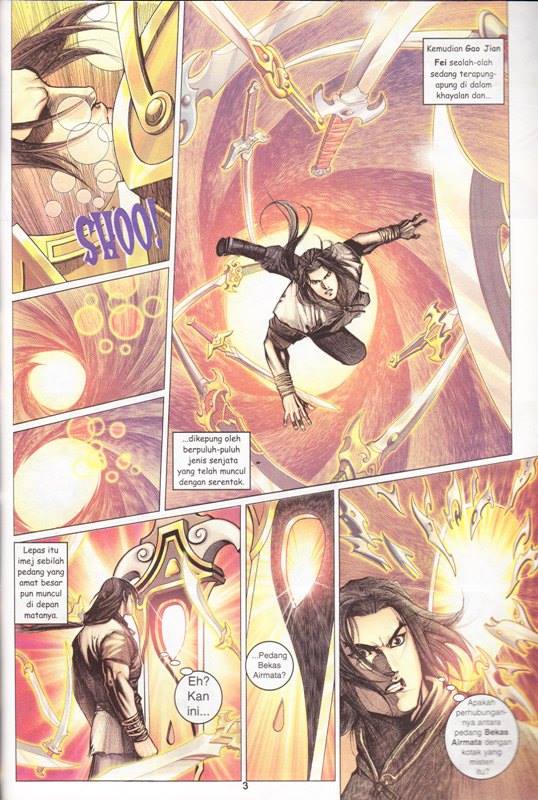 Kemudian Gao Jian
Fei seolah-olah
sedang terapung-
apung di dalam
khayalan dan...
SYOO!
...dikepung oleh
berpuluh-puluh
jenis senjata
yang telah muncul
dengan serentak.
Lepas itu
imej sebilah
pedang yang
amat besar
pun muncul
di depan
matanya.
Eh?
Kan
ini...
...Pedang
Bekas
Airmata?
Apakah
perhubungan-
nya antara
pedang Bekas
Airmata dengan
kotak yang
misteri
itu?
3